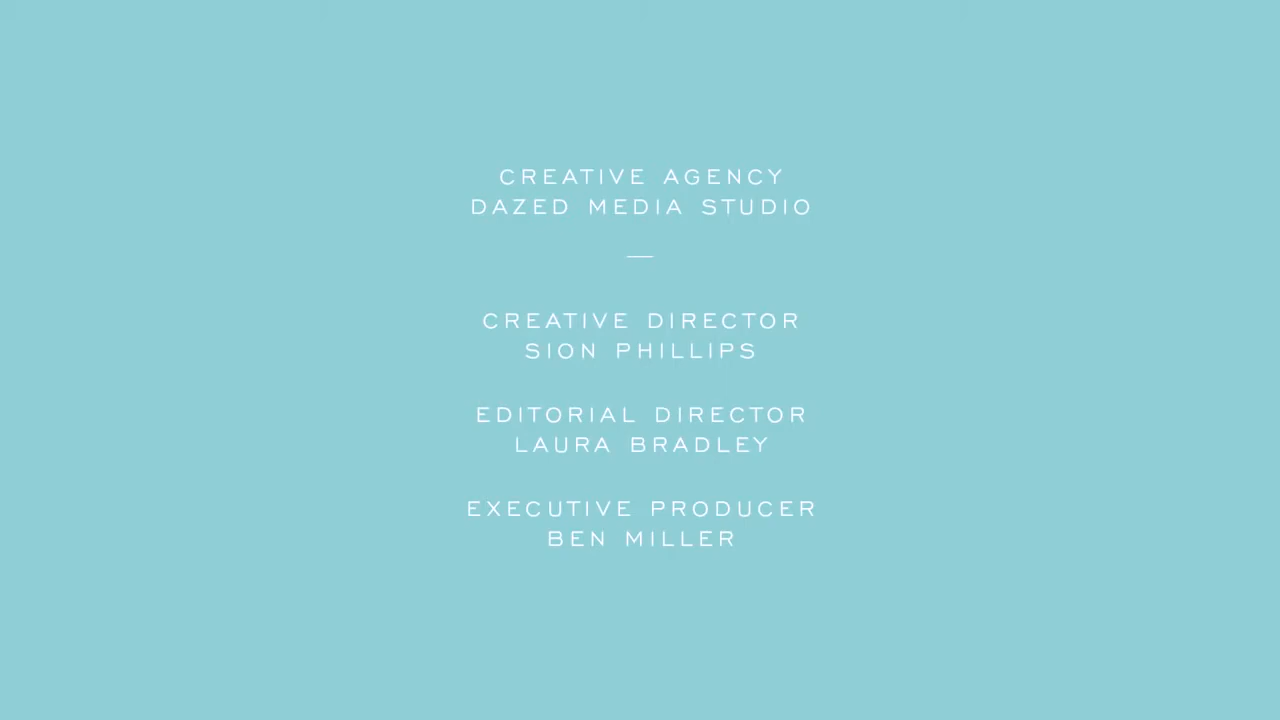 CREATIVE AGENCY
DAZED MEDIA STUDIO
—
CREATIVE DIRECTOR
SION PHILLIPS
EDITORIAL DIRECTOR
LAURA BRADLEY
EXECUTIVE PRODUCER
BEN MILLER